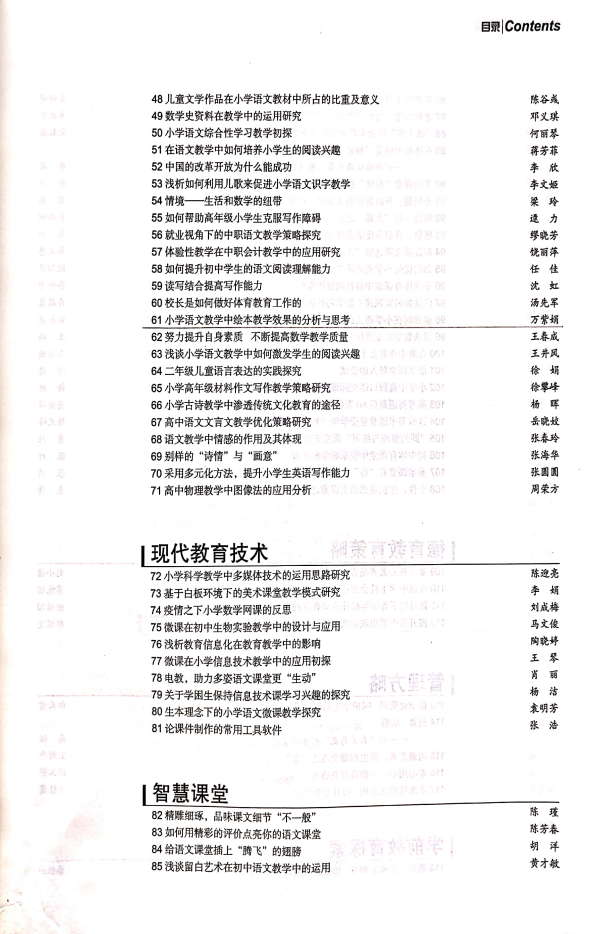 目录|Contents
48 儿童文学作品在小学语文教材中所占的比重及意义 陈谷彧
49 数学史资料在教学中的运用研究 邓义琪
50 小学语文综合性学习教学初探 何丽琴
51 在语文教学中如何培养小学生的阅读兴趣 蒋芳菲
52 中国的改革开放为什么能成功 李 欣
53 浅析如何利用儿歌来促进小学语文识字教学 李文姬
54 情境——生活和数学的纽带 梁 玲
55 如何帮助高年级小学生克服写作障碍 逯 力
56 就业视角下的中职语文教学策略探究 缪晓芳
57 体验性教学在中职会计教学中的应用研究 饶丽萍
58 如何提升初中学生的语文阅读理解能力 任 佳
59 读写结合提高写作能力 沈 虹
60 校长是如何做好体育教育工作的 汤先军
61 小学语文教学中绘本教学效果的分析与思考 万紫娟
62 努力提升自身素质 不断提高数学教学质量 王春成
63 浅谈小学语文教学中如何激发学生的阅读兴趣 王井风
64 二年级儿童语言表达的实践探究 徐 娟
65 小学高年级材料作文写作教学策略研究 徐攀峰
66 小学古诗教学中渗透传统文化教育的途径 杨 晖
67 高中语文文言文教学优化策略研究 岳晓妏
68 语文教学中情感的作用及其体现 张春玲
69 别样的“诗情”与“画意” 张海华
70 采用多元化方法，提升小学生英语写作能力 张圆圆
71 高中物理教学中图像法的应用分析 周荣方
现代教育技术
72 小学科学教学中多媒体技术的运用思路研究 陈迎亮
73 基于白板环境下的美术课堂教学模式研究 李 娟
74 疫情之下小学数学网课的反思 刘成梅
75 微课在初中生物实验教学中的设计与应用 马文俊
76 浅析教育信息化在教育教学中的影响 陶晓婷
77 微课在小学信息技术教学中的应用初探 王 琴
78 电教，助力多姿语文课堂更“生动” 肖 丽
79 关于学困生保持信息技术课学习兴趣的探究 杨 洁
80 生本理念下的小学语文微课教学探究 袁明芳
81 论课件制作的常用工具软件 张 浩
智慧课堂
82 精雕细琢，品味课文细节“不一般” 陈 瑾
83 如何用精彩的评价点亮你的语文课堂 陈芳春
84 给语文课堂插上“腾飞”的翅膀 胡 洋
85 浅谈留白艺术在初中语文教学中的运用 黄才敏